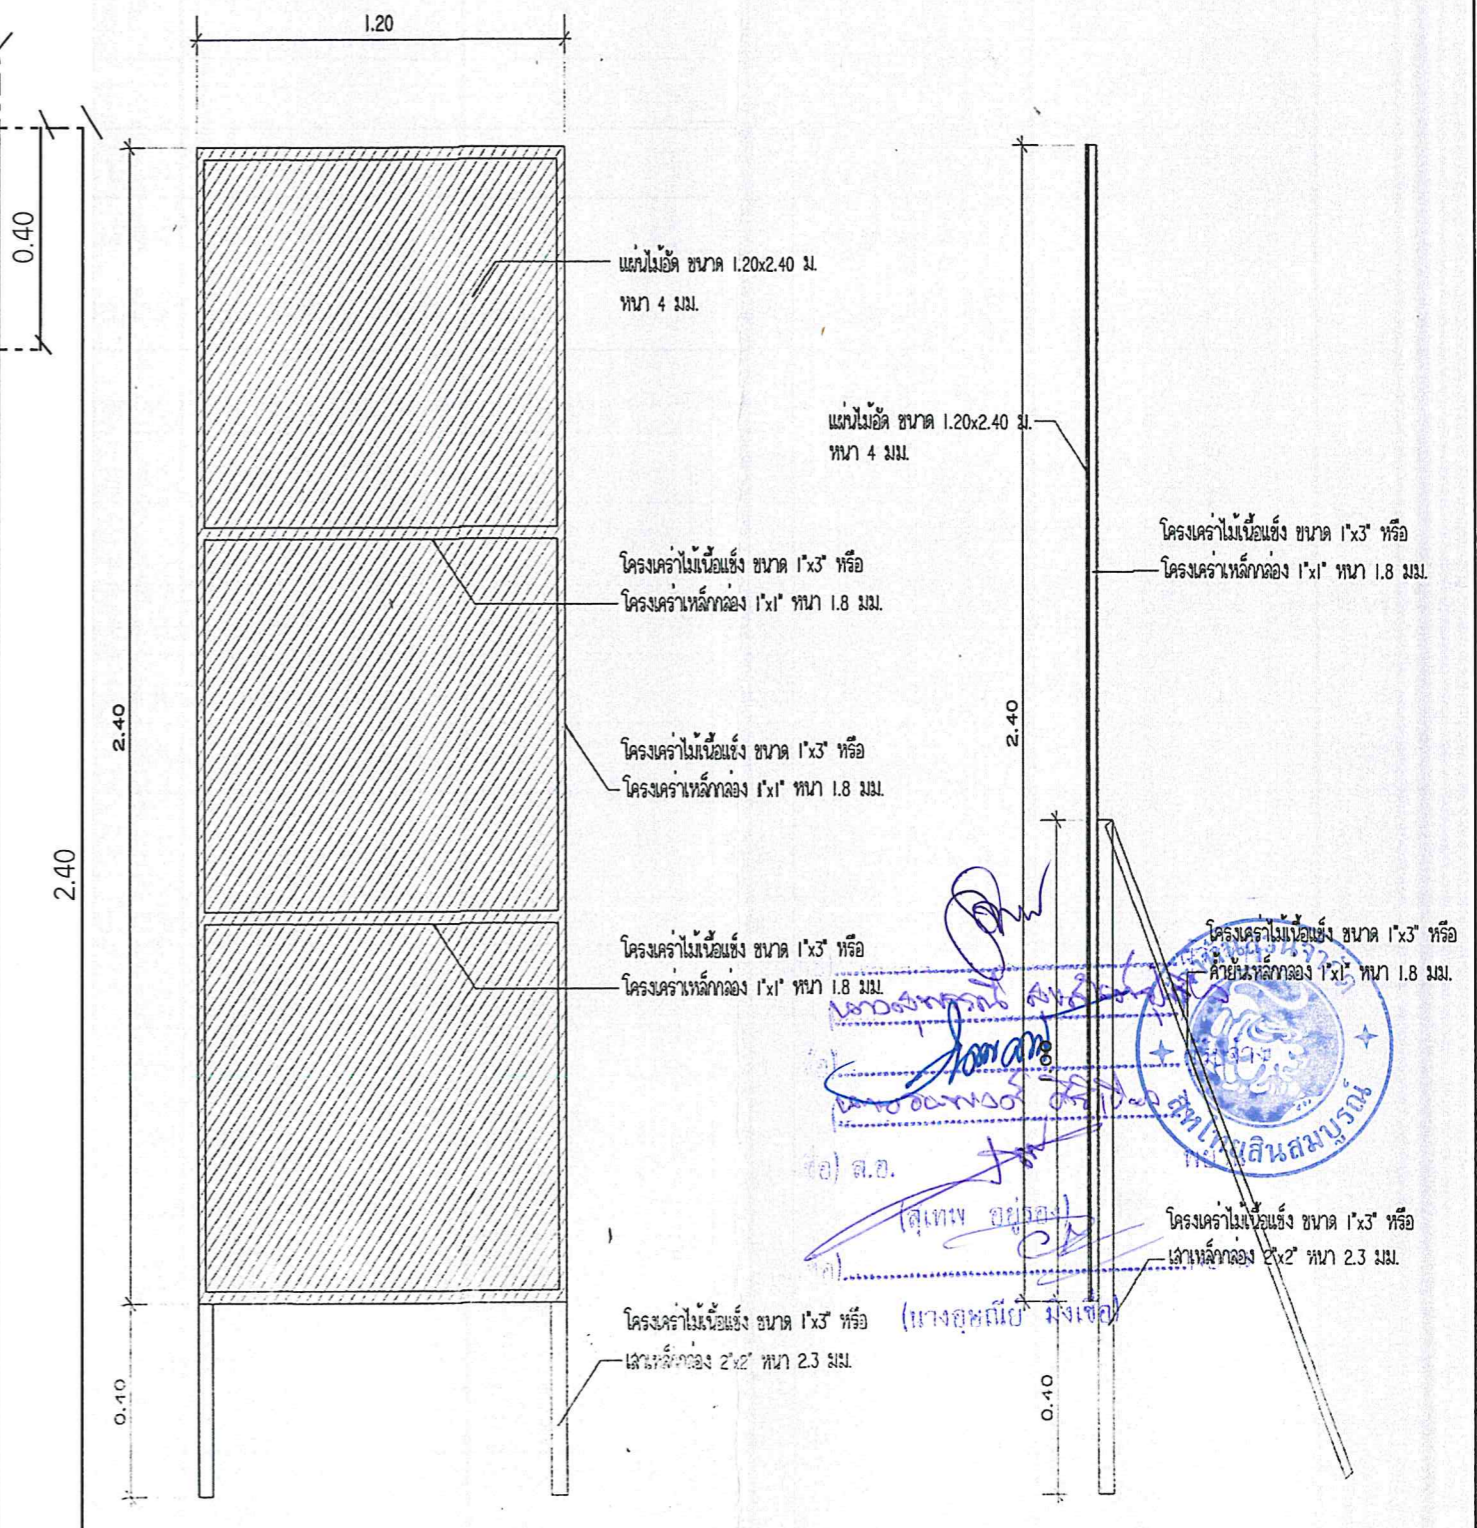 1.20
0.40
2.40
2.40
0.40
แผ่นไม้อัด ขนาด 1.20x2.40 ม.
หนา 4 มม.
โครงเคร่าไม้เนื้อแข็ง ขนาด 1"x3" หรือ
โครงเคร่าเหล็กกล่อง 1"x1" หนา 1.8 มม.
โครงเคร่าไม้เนื้อแข็ง ขนาด 1"x3" หรือ
โครงเคร่าเหล็กกล่อง 1"x1" หนา 1.8 มม.
โครงเคร่าไม้เนื้อแข็ง ขนาด 1"x3" หรือ
โครงเคร่าเหล็กกล่อง 1"x1" หนา 1.8 มม.
โครงเคร่าไม้เนื้อแข็ง ขนาด 1"x3" หรือ
เสาเหล็กกล่อง 2"x2" หนา 2.3 มม.
แผ่นไม้อัด ขนาด 1.20x2.40 ม.
หนา 4 มม.
2.40
โครงเคร่าไม้เนื้อแข็ง ขนาด 1"x3" หรือ
โครงเคร่าเหล็กกล่อง 1"x1" หนา 1.8 มม.
โครงเคร่าไม้เนื้อแข็ง ขนาด 1"x3" หรือ
ค้ำยันเหล็กกล่อง 1"x1" หนา 1.8 มม.
สินสมบูรณ์
ส.อ.
(สุเทพ อยู่รอง)
โครงเคร่าไม้เนื้อแข็ง ขนาด 1"x3" หรือ
เสาเหล็กกล่อง 2"x2" หนา 2.3 มม.
0.40